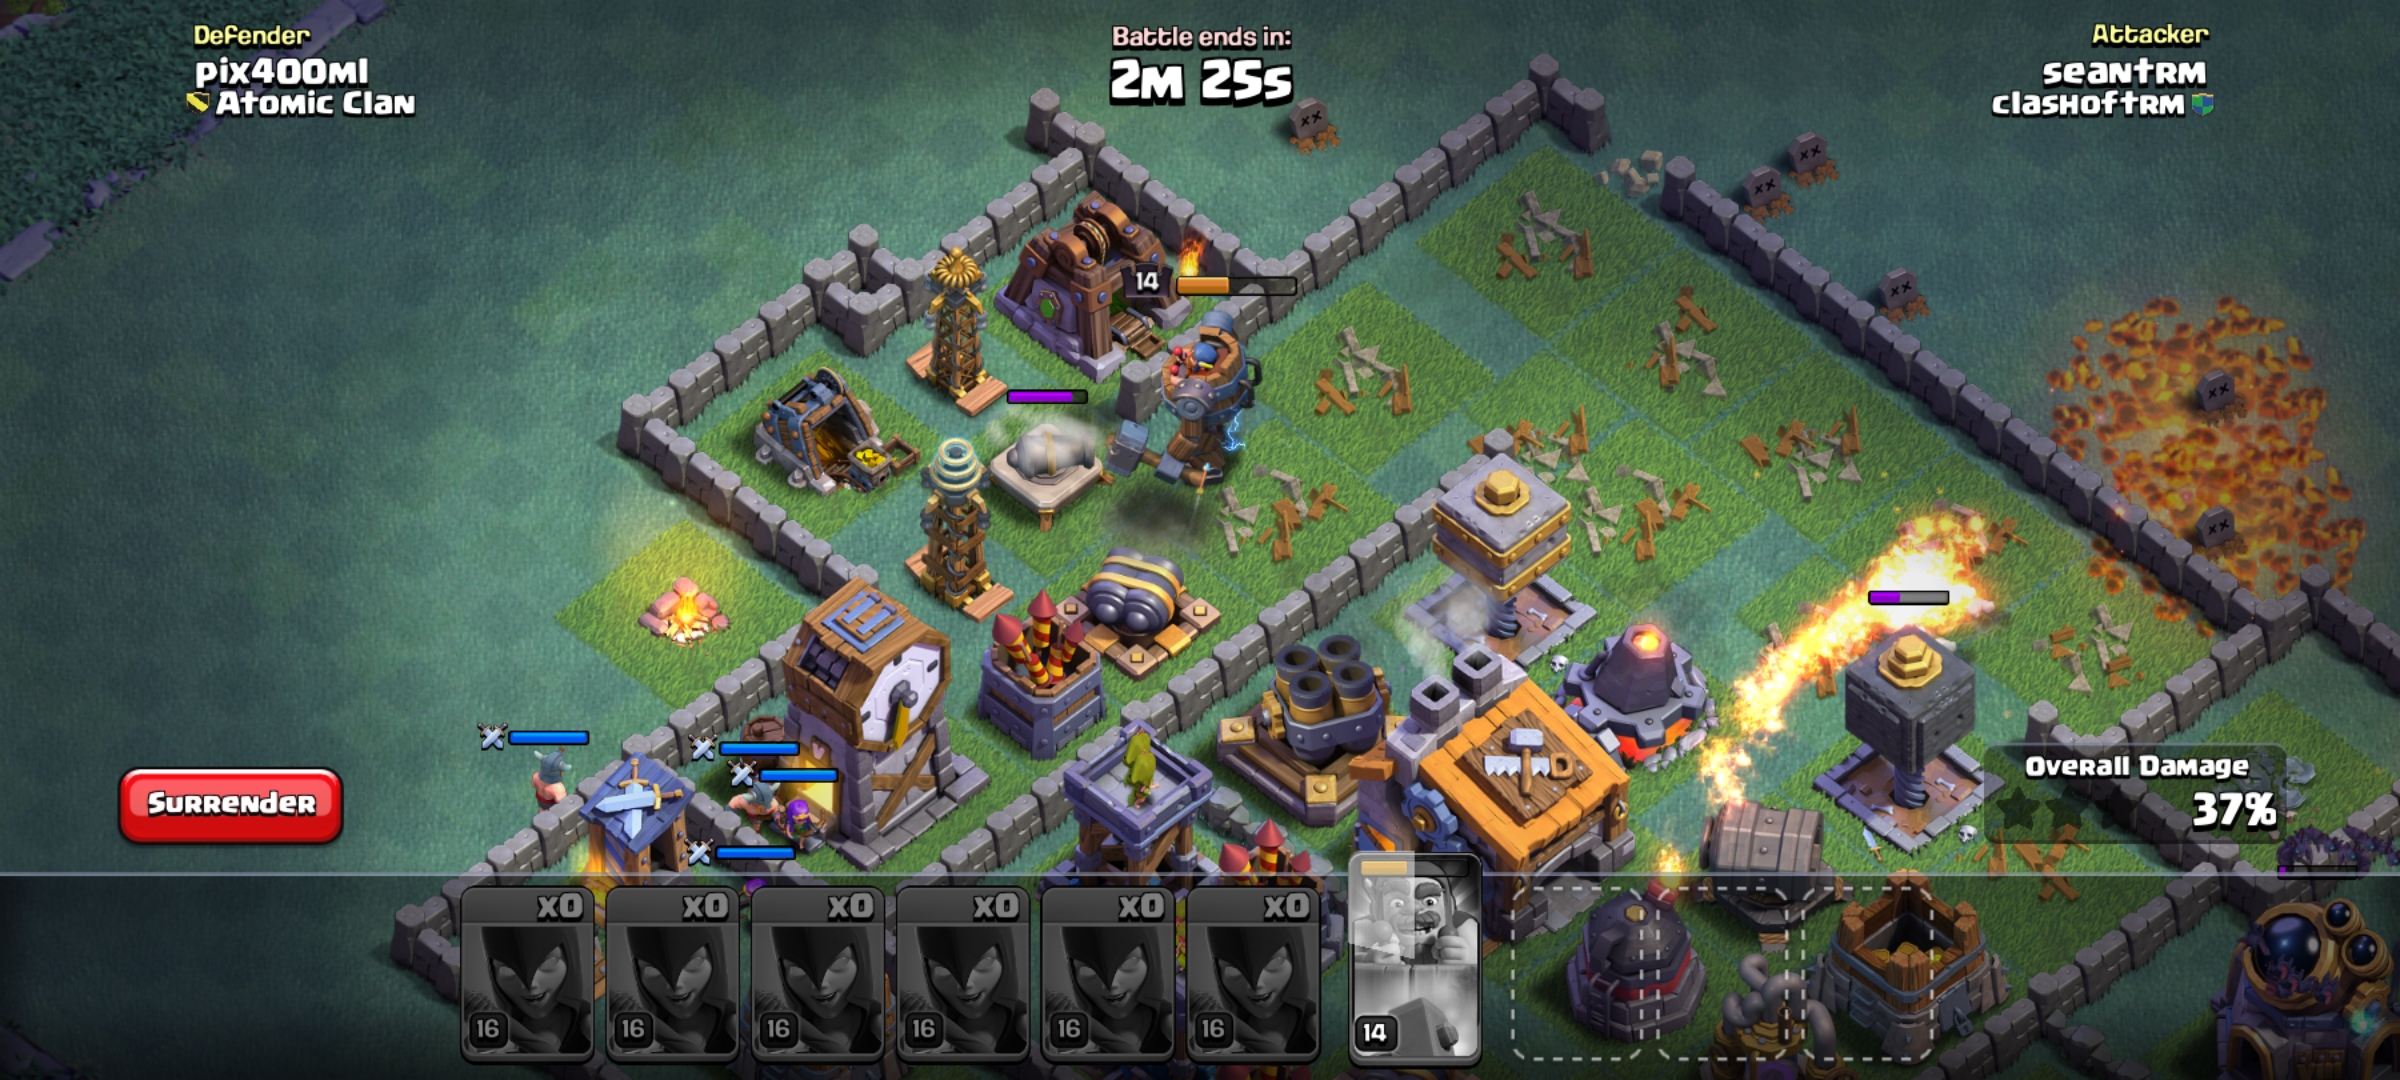 Defender
pix400ml
Atomic Clan
Battle ends in:
2m 25s
Attacker
seantrm
clashoftrm
14
Surrender
Overall Damage
37%
x0
x0
x0
x0
x0
x0
16
16
16
16
16
16
14